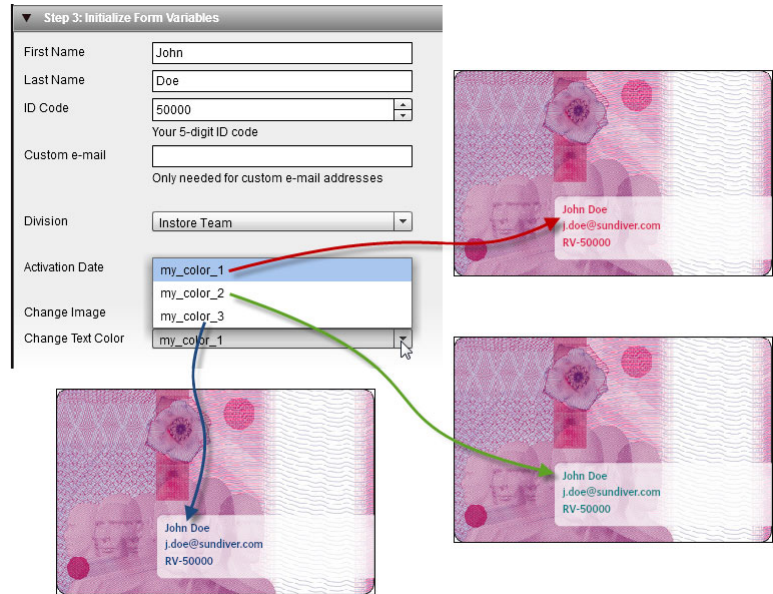 Step 3: Initialize Form Variables
First Name
John
Last Name
Doe
ID Code
50000
Your 5-digit ID code
Custom e-mail
Only needed for custom e-mail addresses
Division
Instore Team
Activation Date
my_color_1
my_color_2
Change Image
my_color_3
Change Text Color
my_color_1
John Doe
j.doe@sundiver.com
RV-50000
John Doe
j.doe@sundiver.com
RV-50000
John Doe
j.doe@sundiver.com
RV-50000